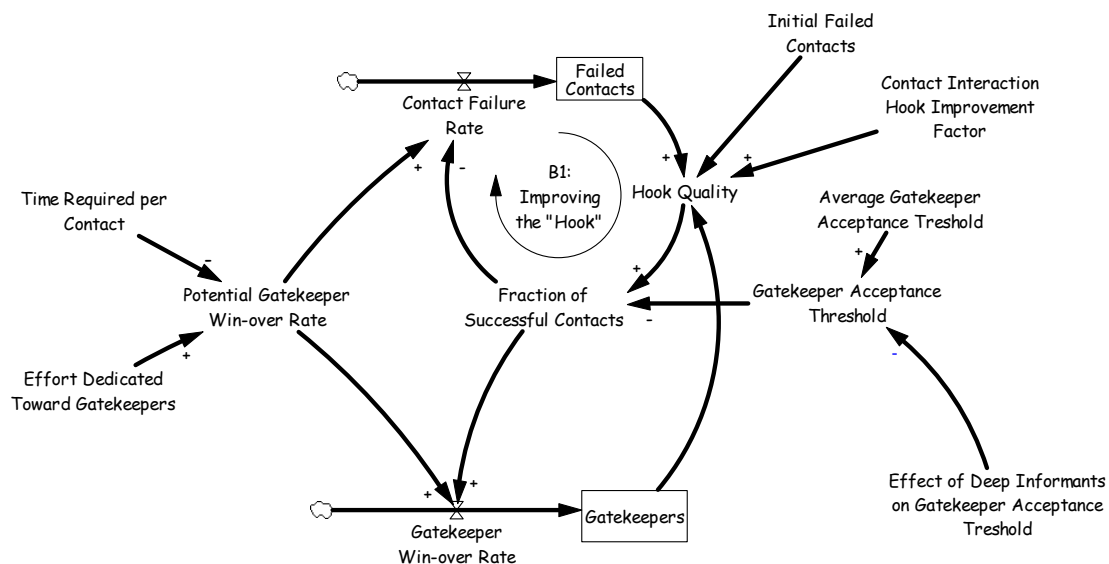 Initial Failed
Contacts
Failed
Contacts
Contact Failure
Rate
Contact Interaction
Hook Improvement
Factor
+
-
B1:
Improving
the "Hook"
+
+
Hook Quality
Time Required per
Contact
Average Gatekeeper
Acceptance Treshold
-
+
+
Potential Gatekeeper
Win-over Rate
Fraction of
Successful Contacts
-
Gatekeeper Acceptance
Threshold
+
-
Effort Dedicated
Toward Gatekeepers
Effect of Deep Informants
on Gatekeeper Acceptance
Treshold
+
+
Gatekeepers
Gatekeeper
Win-over Rate